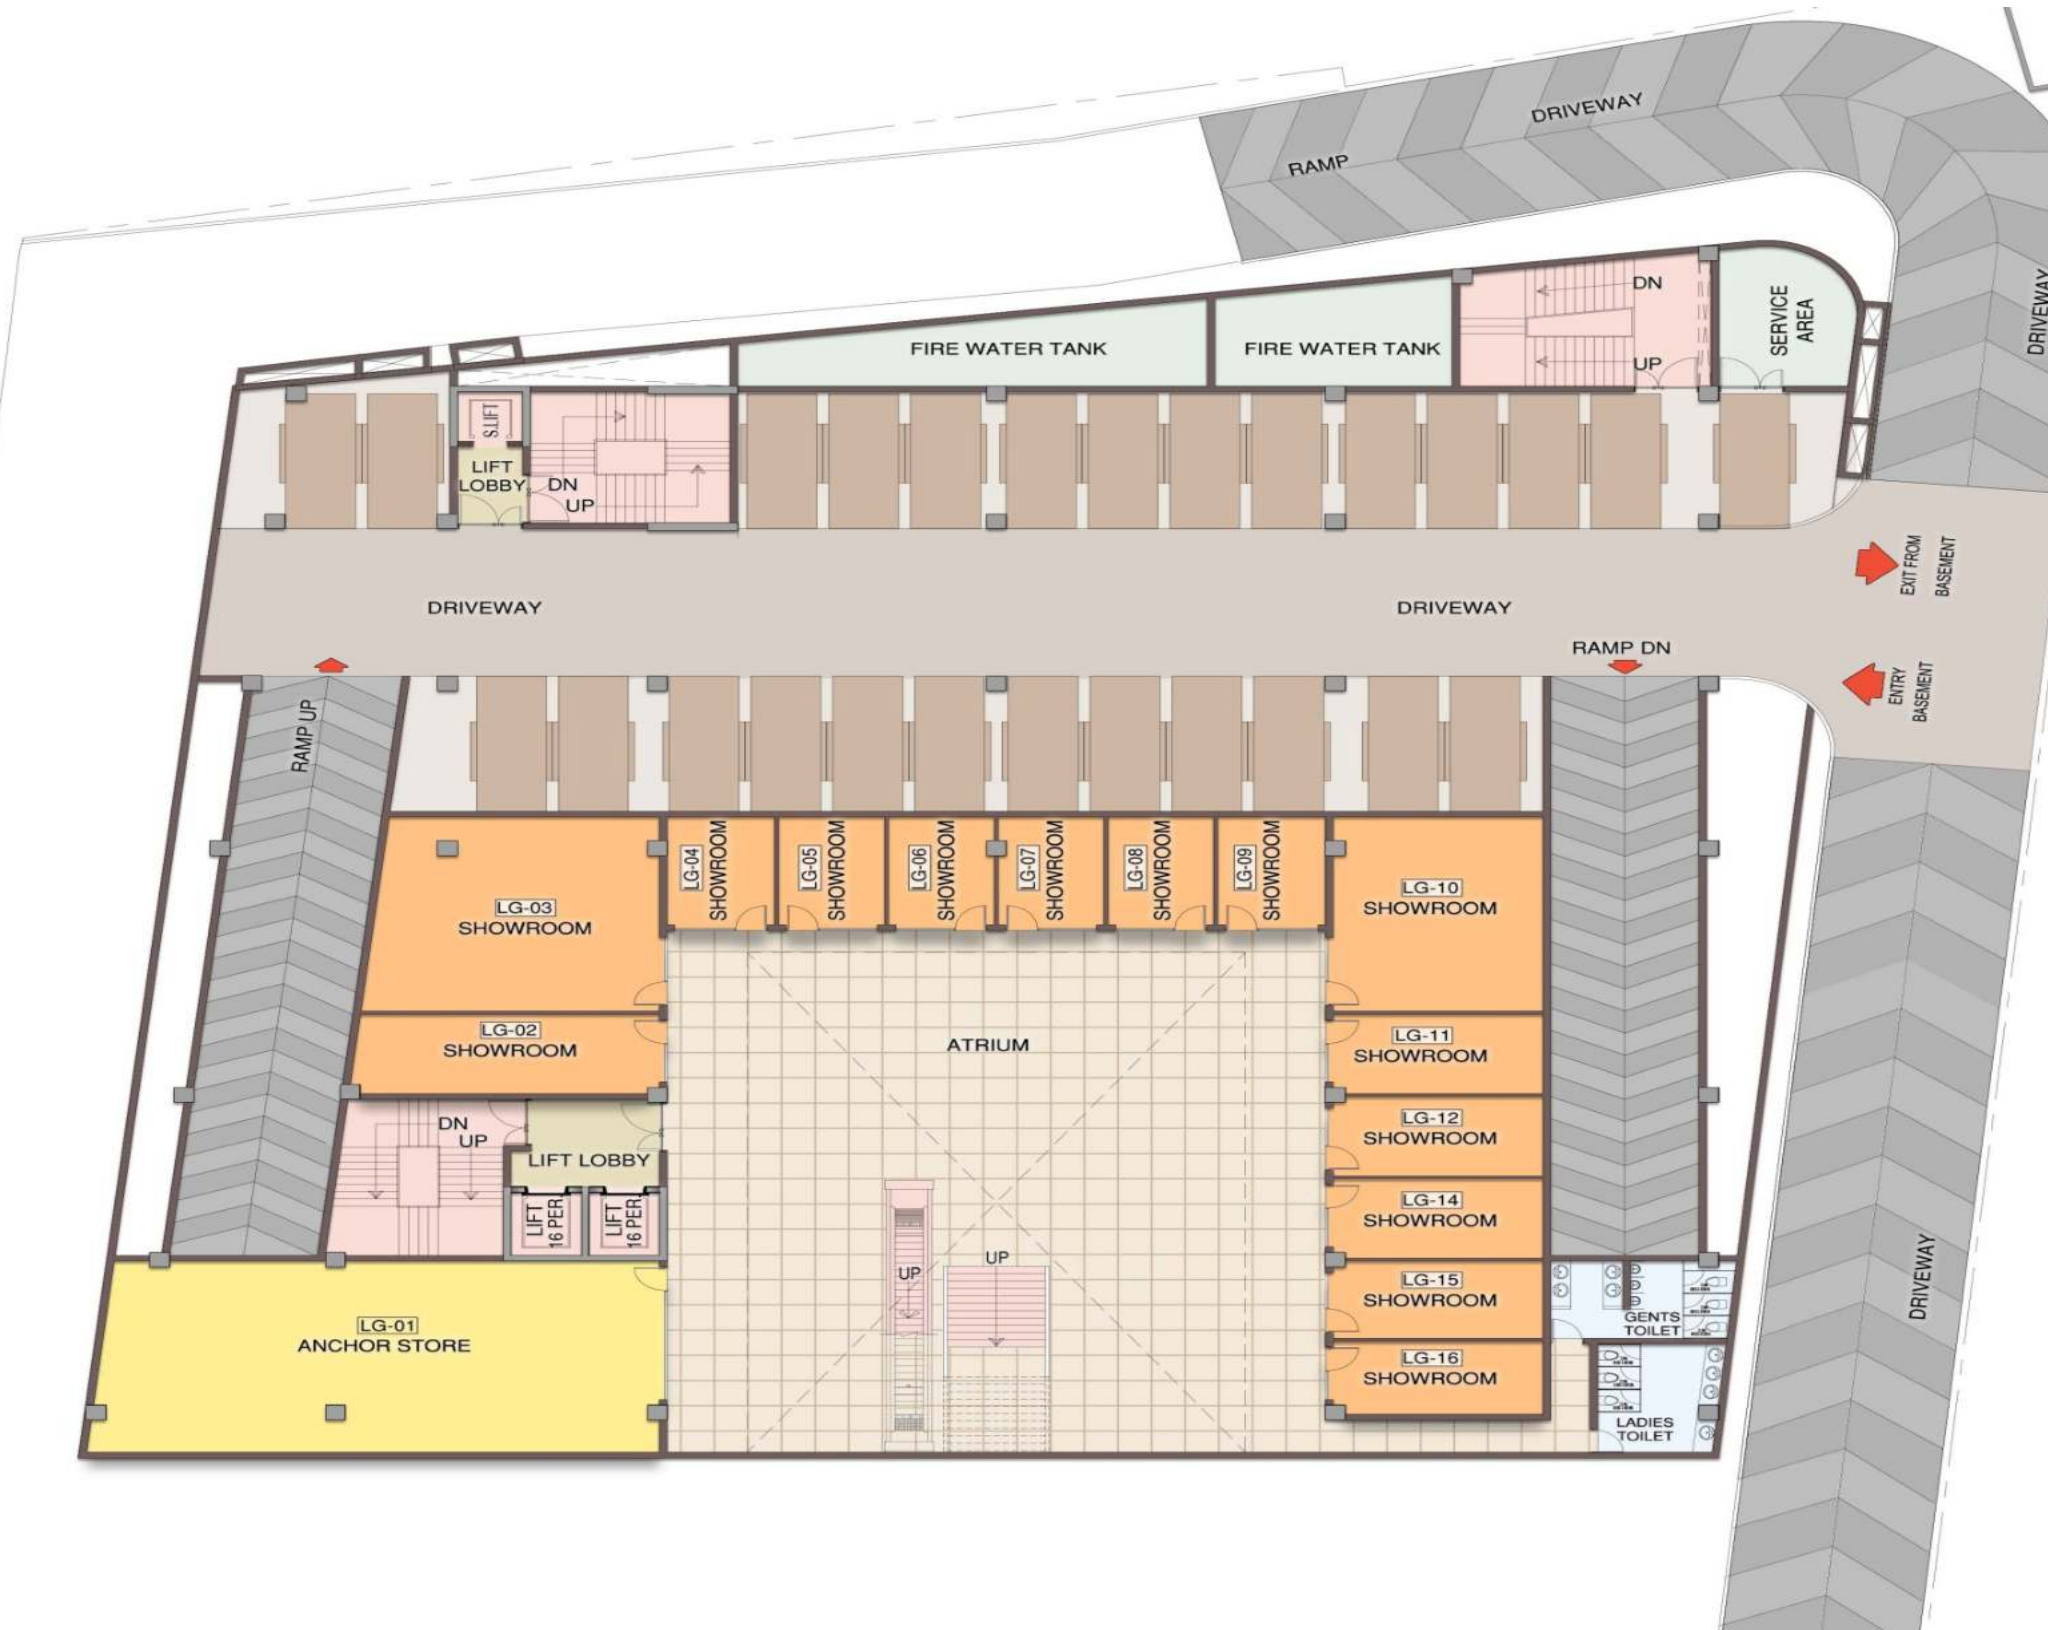 DRIVEWAY
RAMP
DRIVEWAY
DN
UP
SERVICE
AREA
FIRE WATER TANK
FIRE WATER TANK
S.LIFT
LIFT
LOBBY
DN
UP
DRIVEWAY
DRIVEWAY
EXIT FROM
BASEMENT
RAMP DN
ENTRY
BASEMENT
RAMP UP
LG-03
SHOWROOM
LG-04
SHOWROOM
LG-05
SHOWROOM
LG-06
SHOWROOM
LG-07
SHOWROOM
LG-08
SHOWROOM
LG-09
SHOWROOM
LG-10
SHOWROOM
LG-02
SHOWROOM
ATRIUM
LG-11
SHOWROOM
DN
UP
LIFT LOBBY
LG-12
SHOWROOM
LIFT
16 PER.
LIFT
16 PER.
LG-14
SHOWROOM
UP
UP
LG-15
SHOWROOM
GENTS
TOILET
DRIVEWAY
LG-01
ANCHOR STORE
LG-16
SHOWROOM
LADIES
TOILET